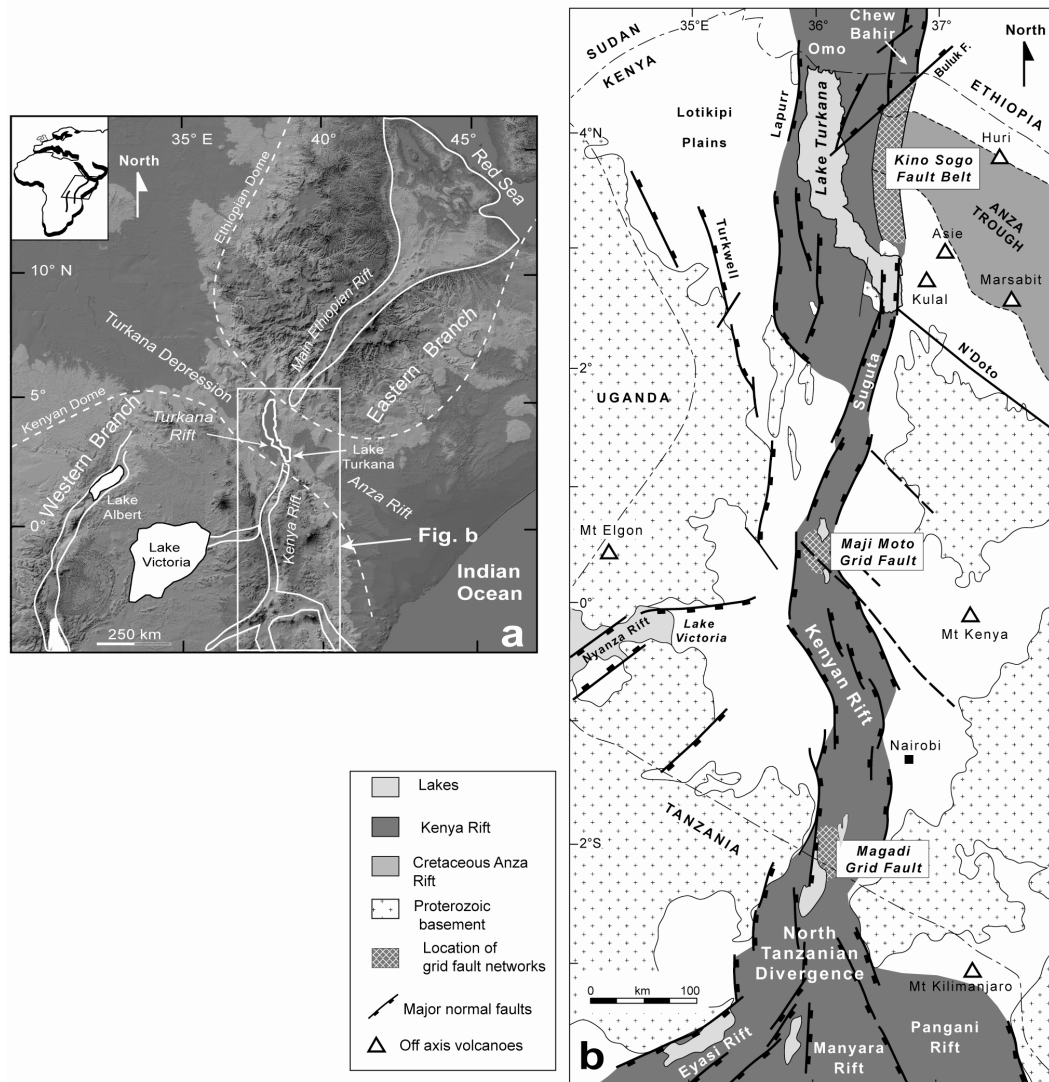 35 E
40°
45°
North
Red
Sea
Ethiopian Dome
10° N
Main Ethiopian Rift
Branch
Eastern
Turkana Depression
5°
Kenyan Dome
Western Branch
Turkana
Rift
Lake
Turkana
Lake
Albert
Anza Rift
0°
Kenya Rift
Lake
Victoria
Fig. b
Indian
Ocean
250 km
a
Lakes
Kenya Rift
Cretaceous Anza
Rift
Proterozoic
basement
Location of
grid fault networks
Major normal faults
Off axis volcanoes
35°E
36°
37°
Chew
Bahir
North
SUDAN
KENYA
Omo
Buluk F.
ETHIOPIA
Lapurr
Lotikipi
Plains
4°N
Lake Turkana
Huri
Kino Sogo
Fault Belt
ANZA
TROUGH
Asie
Turkwell
Marsabit
Kulal
N'Doto
2°
Suguta
UGANDA
Mt Elgon
Maji Moto
Grid Fault
0°
Nyanza Rift
Lake
Victoria
Mt Kenya
Kenyan Rift
Nairobi
TANZANIA
2°S
Magadi
Grid Fault
North
Tanzanian
Divergence
0
km
100
Mt Kilimanjaro
Eyasi Rift
Manyara
Rift
Pangani
Rift
b